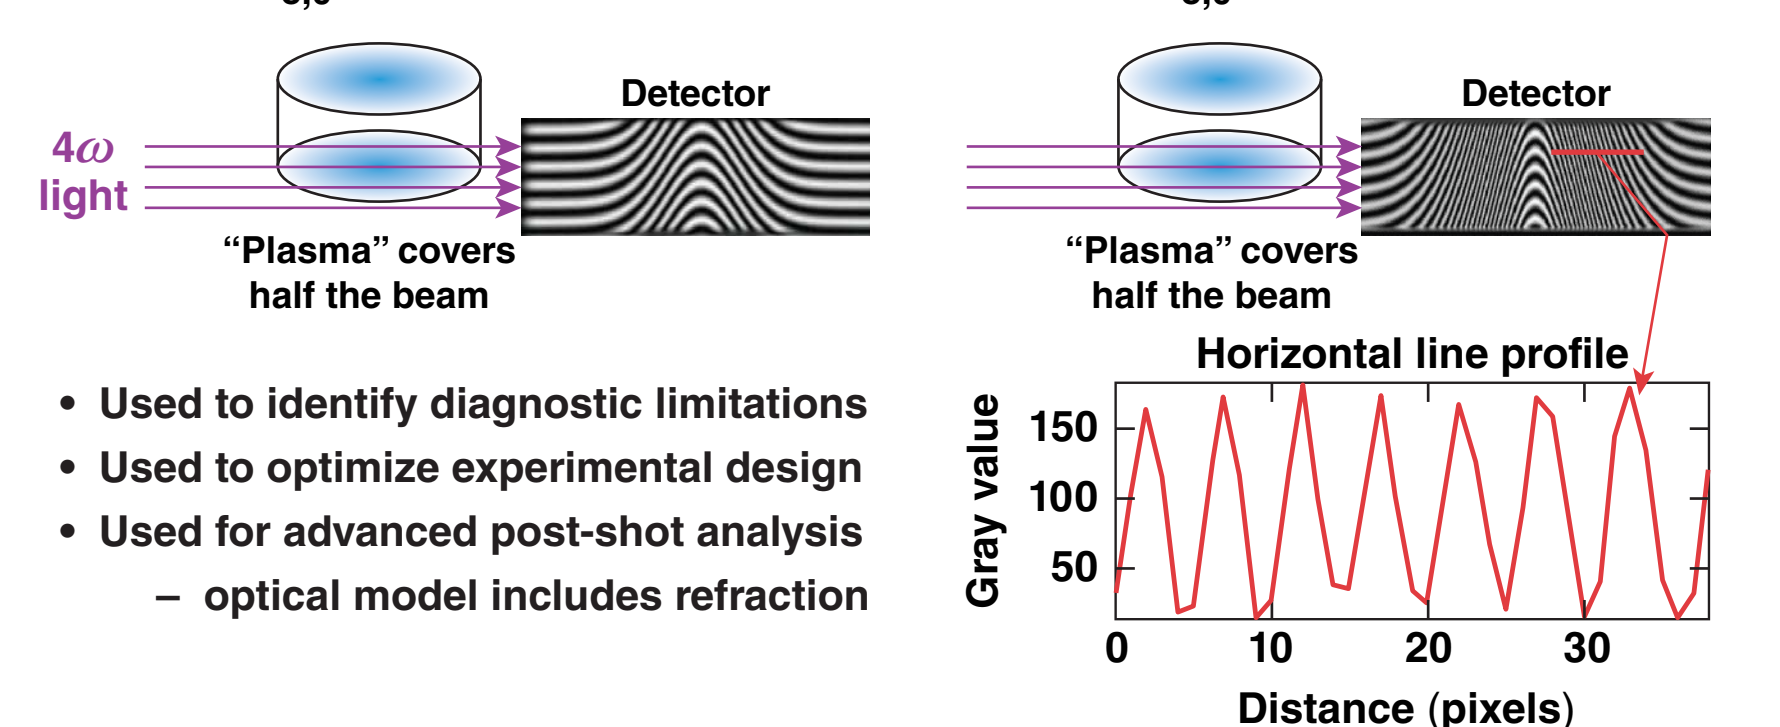 Detector
4ω
light
“Plasma” covers
half the beam
Detector
“Plasma” covers
half the beam
• Used to identify diagnostic limitations
• Used to optimize experimental design
• Used for advanced post-shot analysis
– optical model includes refraction
Horizontal line profile
Gray value
150
100
50
0 10 20 30
Distance (pixels)